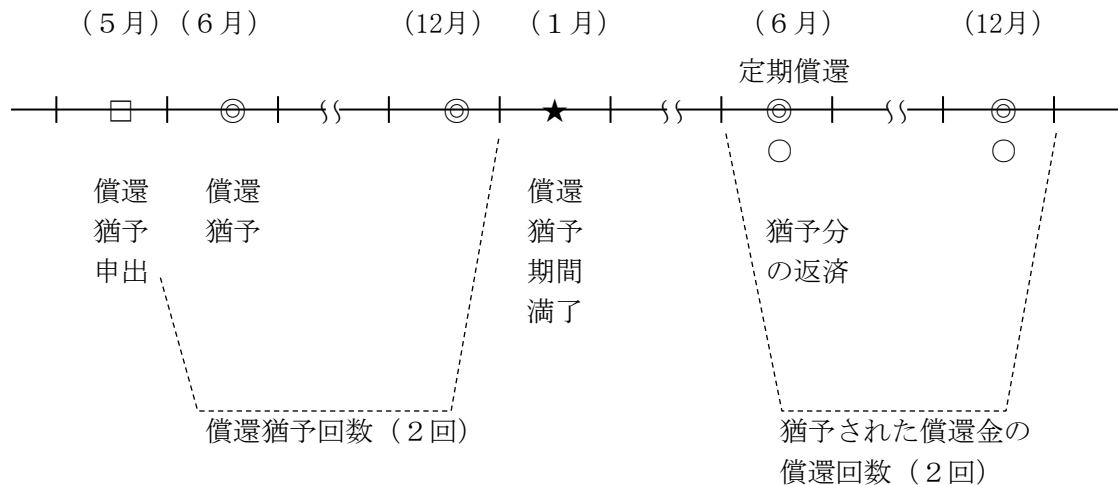 （５月）（６月） （12月） （１月） （６月） （12月）
定期償還
□ ◎ ◎ ★ ◎ ◎
○ ○
償還
猶予
申出
償還
猶予
償還
猶予
期間
満了
猶予分
の返済
償還猶予回数（２回）
猶予された償還金の
償還回数（２回）